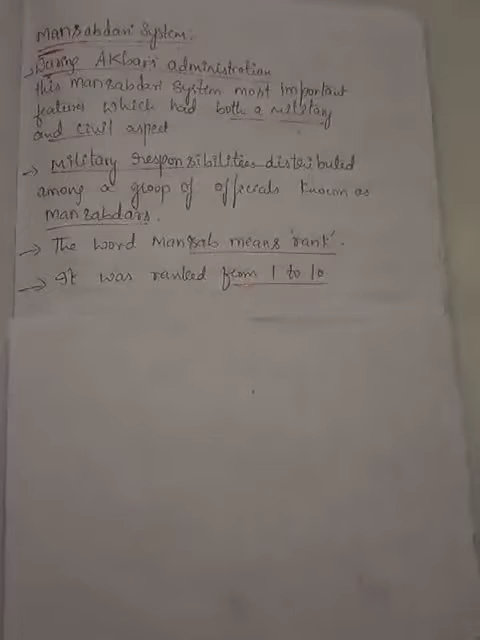 Mansabdari System.
→ During AKbar's administration
this mansabdari system most important
features which had both a military
and civil aspect
→ Military responsibilities distributed
among a group of officials known as
mansabdars.
→ The word Mansab means 'rank'.
→ It was ranked from 1 to 10